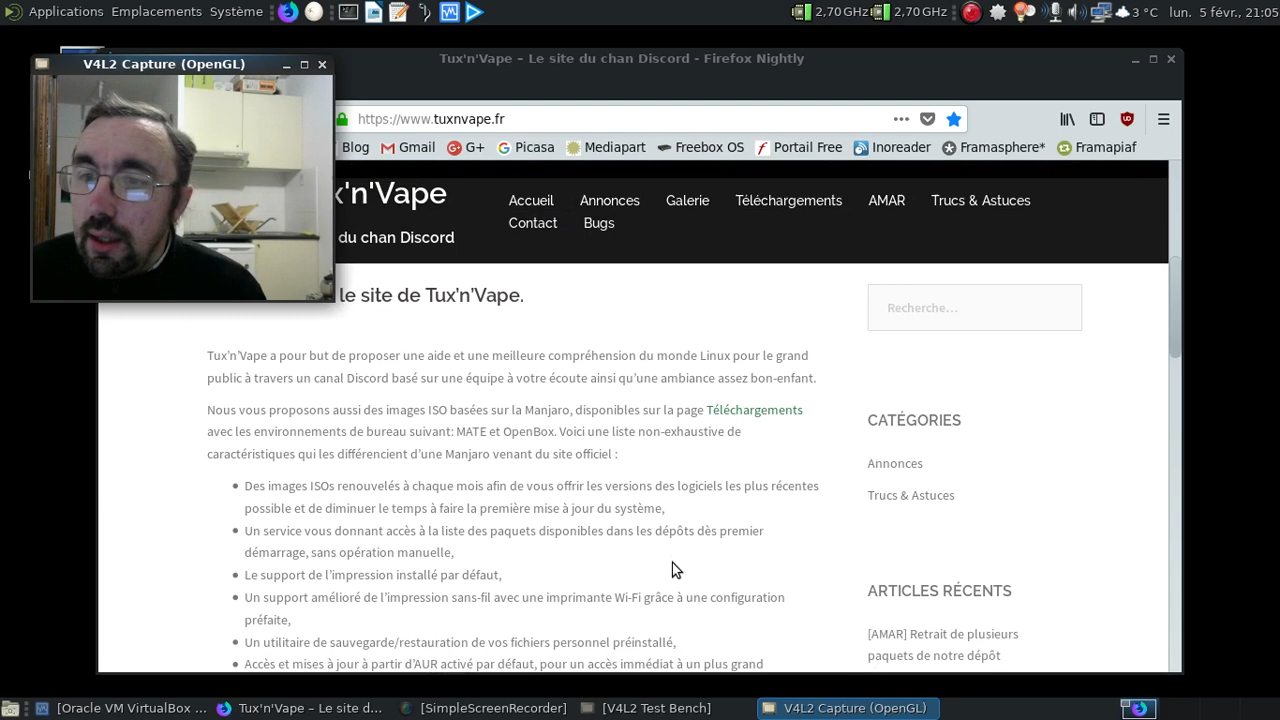 Applications Emplacements Système
2,70 GHz 2,70 GHz
3 °C lun. 5 févr., 21:05
V4L2 Capture (OpenGL)
Tux'n'Vape – Le site du chan Discord - Firefox Nightly
https://www.tuxnvape.fr
Blog Gmail G+ Picasa Mediapart Freebox OS Portail Free Inoreader Framasphere* Framapiaf
x'n'Vape
du chan Discord
Accueil Annonces Galerie Téléchargements AMAR Trucs & Astuces
Contact Bugs
le site de Tux’n’Vape.
Recherche…
Tux’n’Vape a pour but de proposer une aide et une meilleure compréhension du monde Linux pour le grand
public à travers un canal Discord basé sur une équipe à votre écoute ainsi qu’une ambiance assez bon-enfant.
Nous vous proposons aussi des images ISO basées sur la Manjaro, disponibles sur la page Téléchargements
avec les environnements de bureau suivant: MATE et OpenBox. Voici une liste non-exhaustive de
caractéristiques qui les différencient d’une Manjaro venant du site officiel :
Des images ISOs renouvelés à chaque mois afin de vous offrir les versions des logiciels les plus récentes
possible et de diminuer le temps à faire la première mise à jour du système,
Un service vous donnant accès à la liste des paquets disponibles dans les dépôts dès premier
démarrage, sans opération manuelle,
Le support de l’impression installé par défaut,
Un support amélioré de l’impression sans-fil avec une imprimante Wi-Fi grâce à une configuration
préfaite,
Un utilitaire de sauvegarde/restauration de vos fichiers personnel préinstallé,
Accès et mises à jour à partir d’AUR activé par défaut, pour un accès immédiat à un plus grand
CATÉGORIES
Annonces
Trucs & Astuces
ARTICLES RÉCENTS
[AMAR] Retrait de plusieurs
paquets de notre dépôt
[Oracle VM VirtualBox ... Tux'n'Vape – Le site d... [SimpleScreenRecorder] [V4L2 Test Bench] V4L2 Capture (OpenGL)